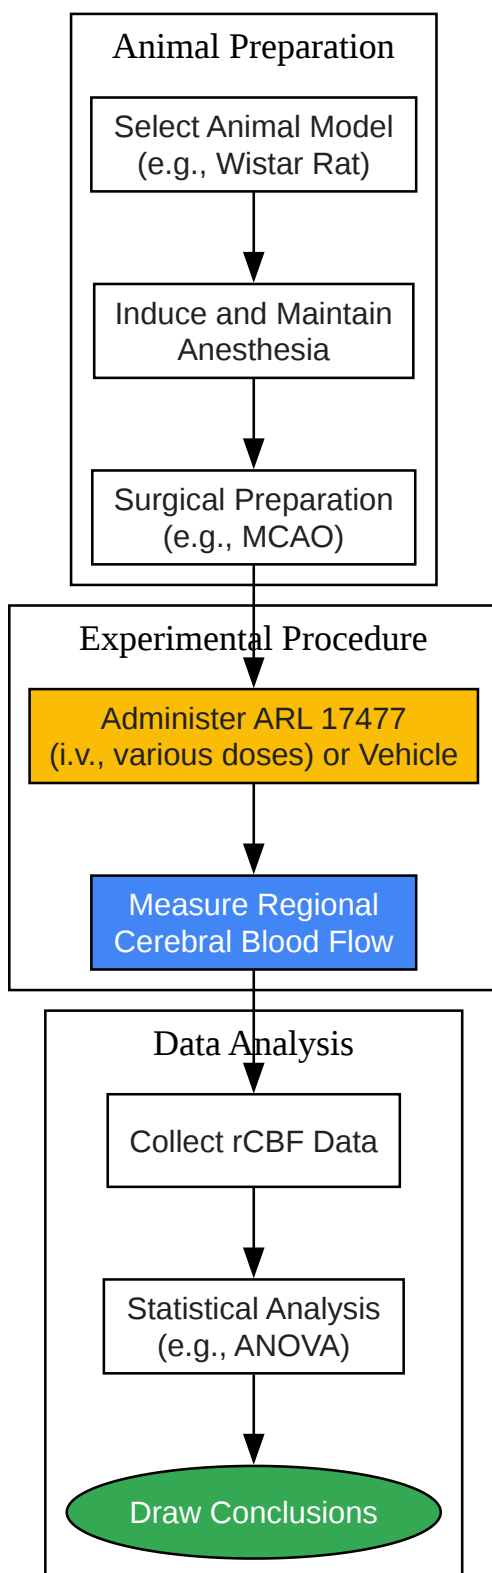 Animal Preparation
Select Animal Model
(e.g., Wistar Rat)
Induce and Maintain
Anesthesia
Surgical Preparation
(e.g., MCAO)
Experimental Procedure
Administer ARL 17477
(i.v., various doses) or Vehicle
Measure Regional
Cerebral Blood Flow
Data Analysis
Collect rCBF Data
Statistical Analysis
(e.g., ANOVA)
Draw Conclusions